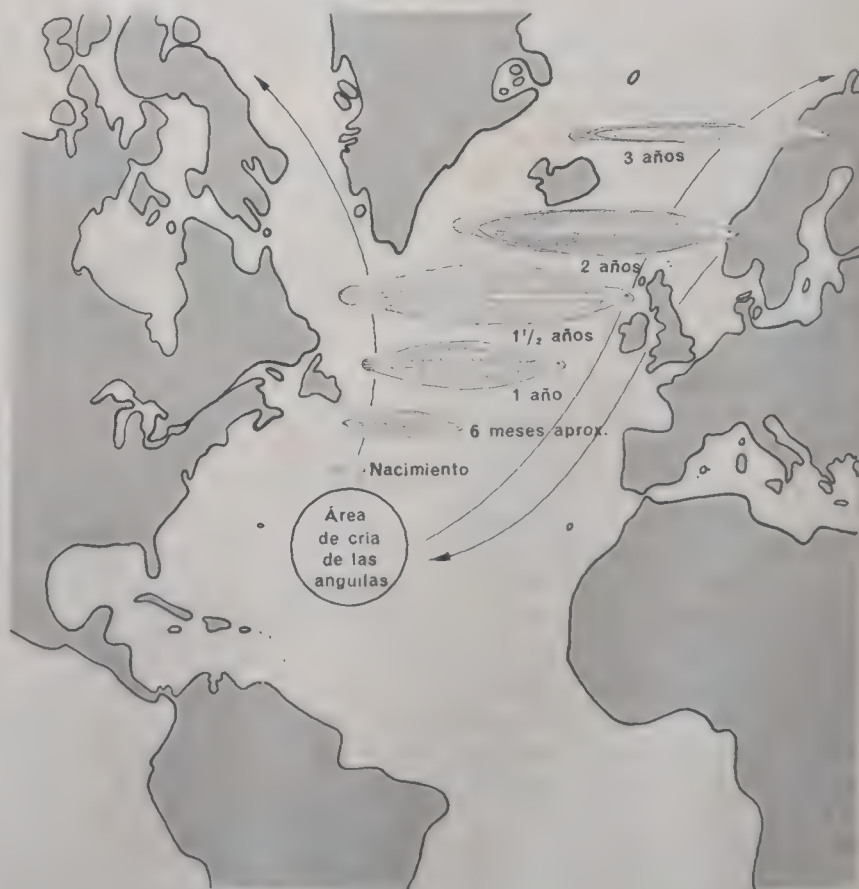 3 años
2 años
1 1/2 años
1 año
6 meses aprox.
Nacimiento
Área
de cria
de las
anguilas